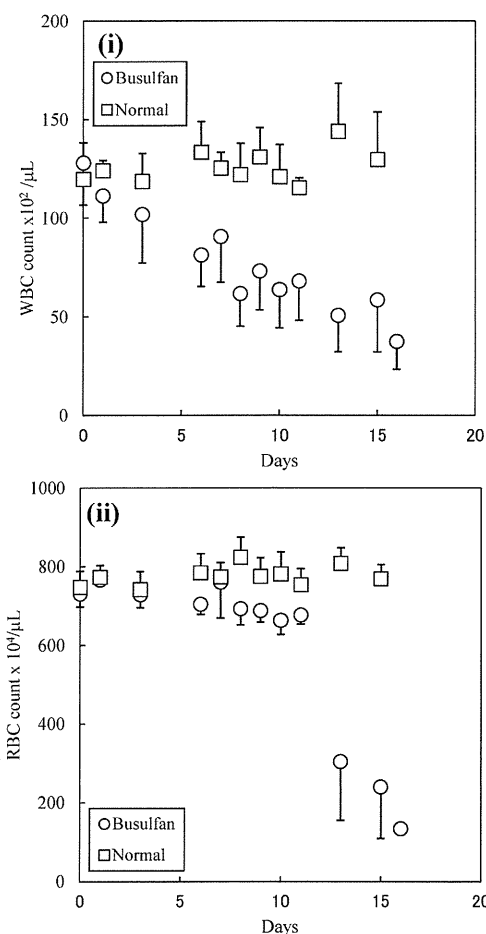 200
(i)
Busulfan
Normal
150
100
50
0
WBC count x10² /μL
0 5 10 15 20
Days
1000
(ii)
800
600
400
200
0
RBC count x 10⁴/μL
Busulfan
Normal
0 5 10 15 20
Days